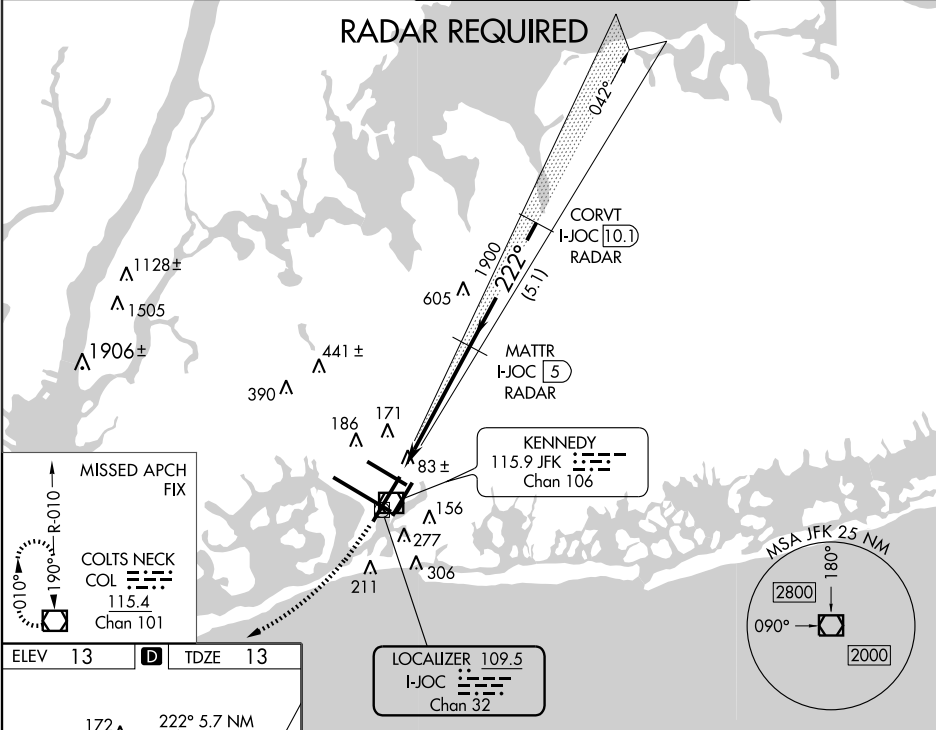 RADAR REQUIRED
042°
CORVT
I-JOC 10.1
RADAR
1900
222°
(5.1)
605
1128±
1505
1906±
441±
390
MATTR
I-JOC 5
RADAR
186
171
83±
KENNEDY
115.9 JFK
Chan 106
156
277
306
211
MISSED APCH
FIX
R-010
190°
010°
COLTS NECK
COL
115.4
Chan 101
MSA JFK 25 NM
180°
2800
090°
2000
LOCALIZER 109.5
I-JOC
Chan 32
ELEV 13 D TDZE 13
172
222° 5.7 NM